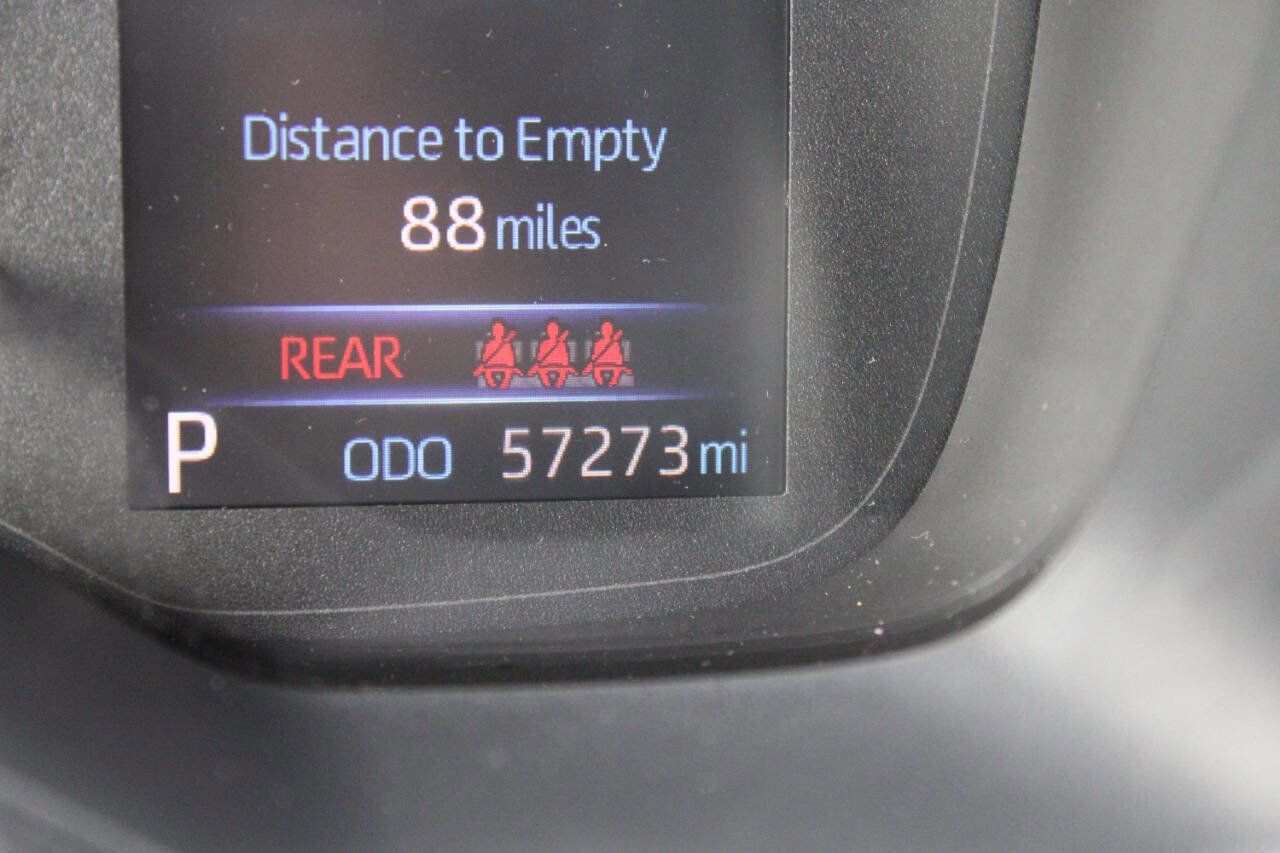 Distance to Empty
88 miles
REAR
P ODO 57273 mi